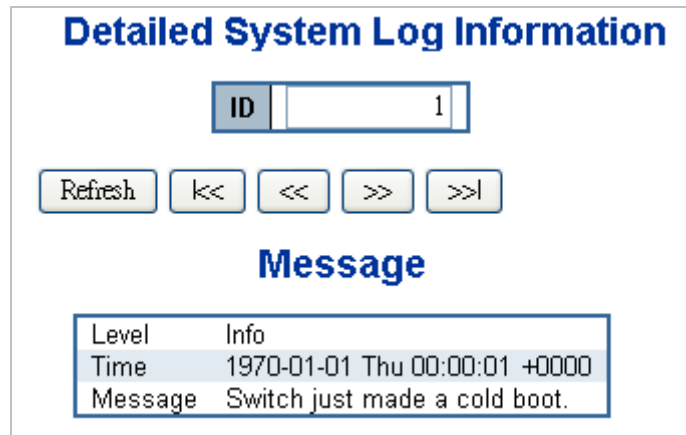 Detailed System Log Information
ID 1
Refresh |<< << >> >>|
Message
Level Info
Time 1970-01-01 Thu 00:00:01 +0000
Message Switch just made a cold boot.